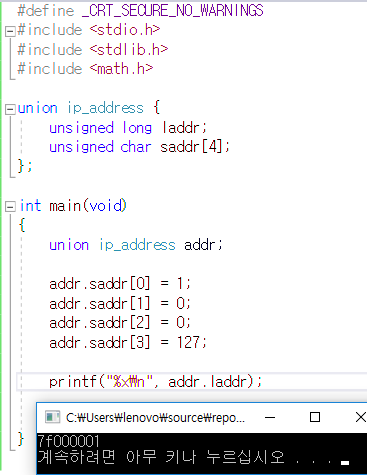 #define _CRT_SECURE_NO_WARNINGS
#include <stdio.h>
#include <stdlib.h>
#include <math.h>
union ip_address {
unsigned long laddr;
unsigned char saddr[4];
};
int main(void)
{
union ip_address addr;
addr.saddr[0] = 1;
addr.saddr[1] = 0;
addr.saddr[2] = 0;
addr.saddr[3] = 127;
printf("%x₩n", addr.laddr);
}
C:₩Users₩lenovo₩source₩repo...
7f000001
계속하려면 아무 키나 누르십시오 . . .